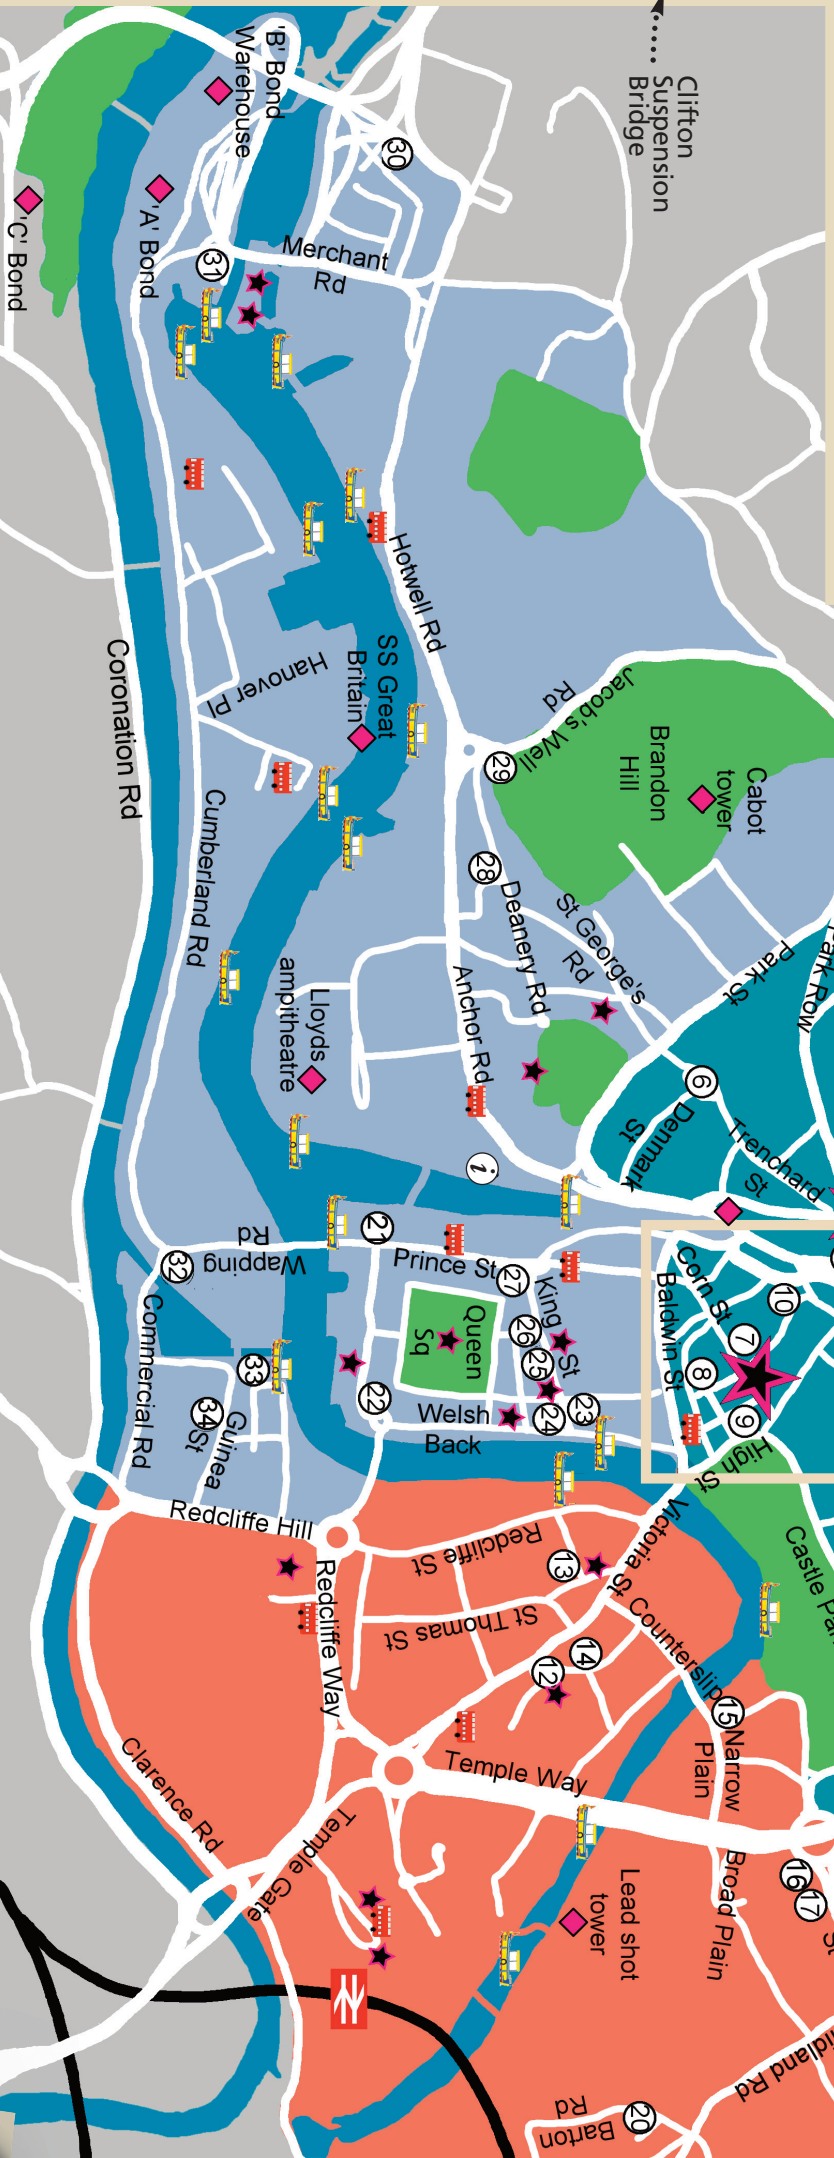 Clifton
Suspension
Bridge
'B' Bond
Warehouse
30
'A' Bond
'C' Bond
31
Merchant
Rd
Hotwell Rd
Coronation Rd
Hanover Pl
SS Great
Britain
Jacob's Well
Rd
29
Brandon
Hill
Cabot
tower
Cumberland Rd
28
Deanery Rd
St George's
Rd
Park St
Park Row
Lloyds
ampitheatre
Anchor Rd
6
Denmark
St
Trenchard
St
i
Wapping
Rd
32
21
Prince St
27
King St
26
25
24
23
Queen
Sq
Corn St
Baldwin St
10
7
8
9
High
St
Commercial Rd
33
34
Guinea
St
22
Welsh
Back
Redcliffe Hill
Redcliffe St
13
Victoria St
Castle Par
Redcliffe Way
St Thomas St
12
14
Counterslip
15
Narrow
Plain
Clarence Rd
Temple Gate
Temple Way
Broad Plain
16
17
St
Lead shot
tower
idland Rd
20
Barton
Rd